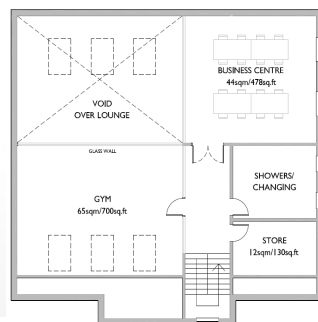 BUSINESS CENTRE
44sqm/478sq.ft
VOID
OVER LOUNGE
GLASS WALL
GYM
65sqm/700sq.ft
SHOWERS/
CHANGING
STORE
12sqm/130sq.ft